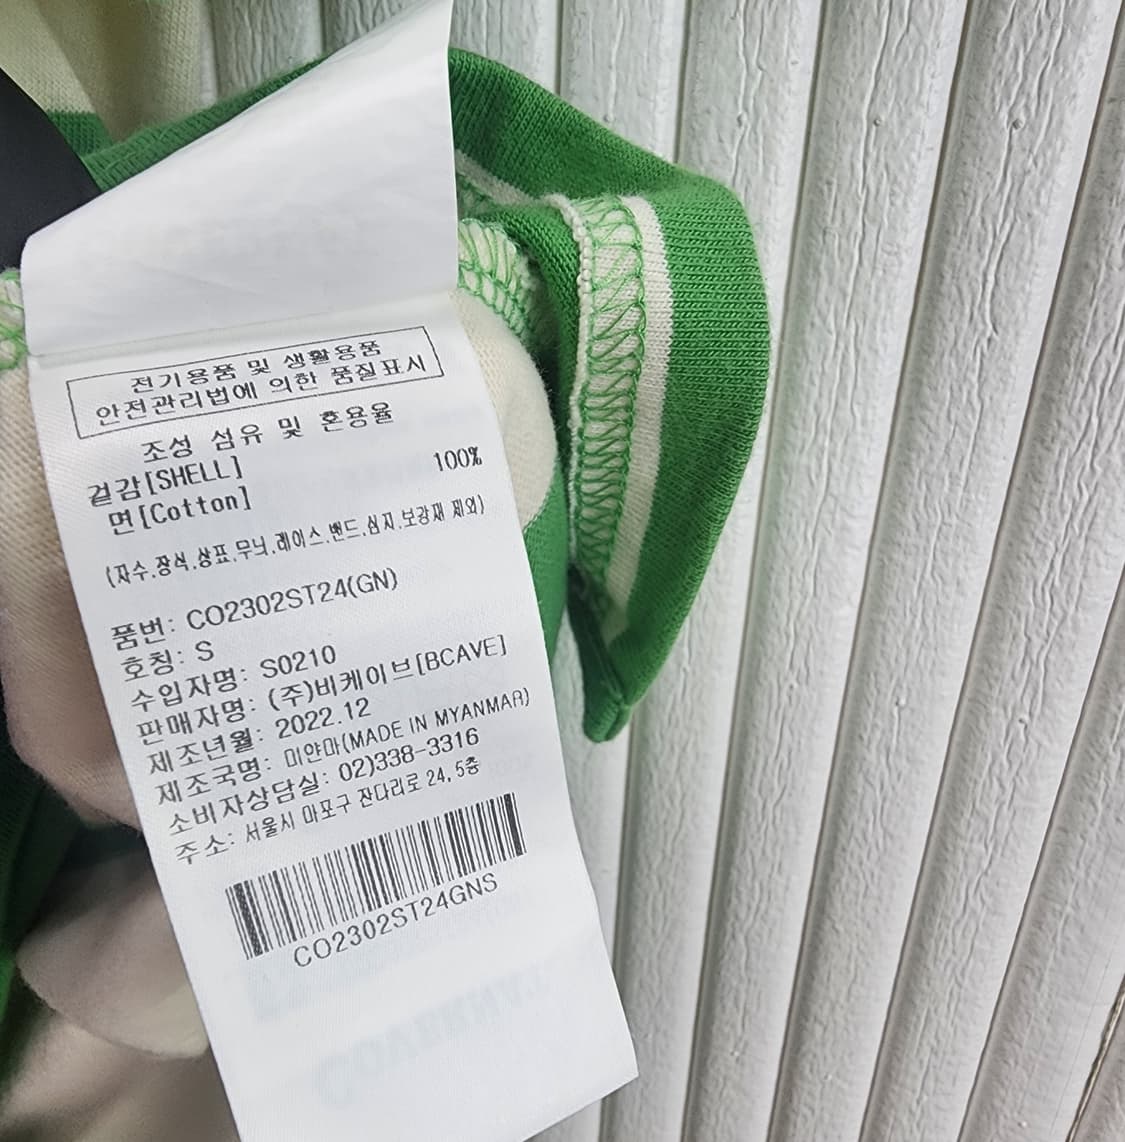 전기용품 및 생활용품
안전관리법에 의한 품질표시
조성 섬유 및 혼용율
겉감[SHELL]
면[Cotton] 100%
(자수.장식.상표.무늬.레이스.밴드.심지.보강재 제외)
품번: CO2302ST24(GN)
호칭: S
수입자명: S0210
판매자명: (주)비케이브[BCAVE]
제조년월: 2022.12
제조국명: 미얀마(MADE IN MYANMAR)
소비자상담실: 02)338-3316
주소: 서울시 마포구 잔다리로 24, 5층
CO2302ST24GNS